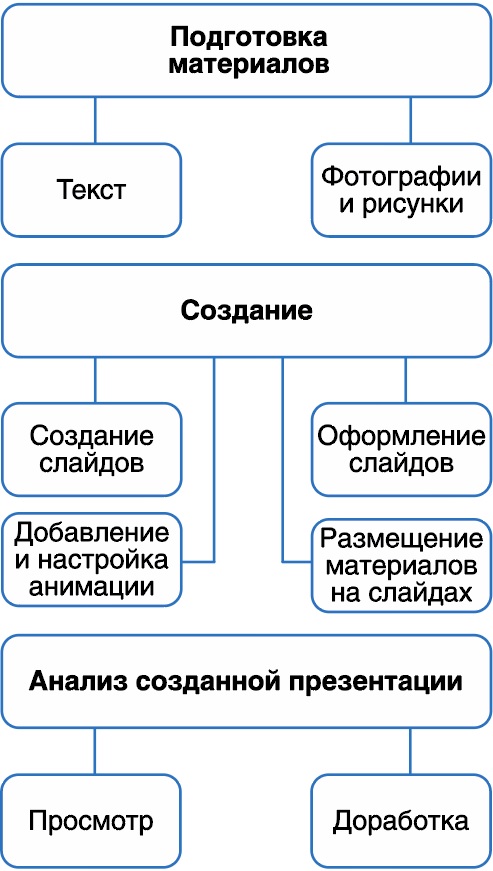 Подготовка
материалов
Текст
Фотографии
и рисунки
Создание
Создание
слайдов
Оформление
слайдов
Добавление
и настройка
анимации
Размещение
материалов
на слайдах
Анализ созданной презентации
Просмотр
Доработка